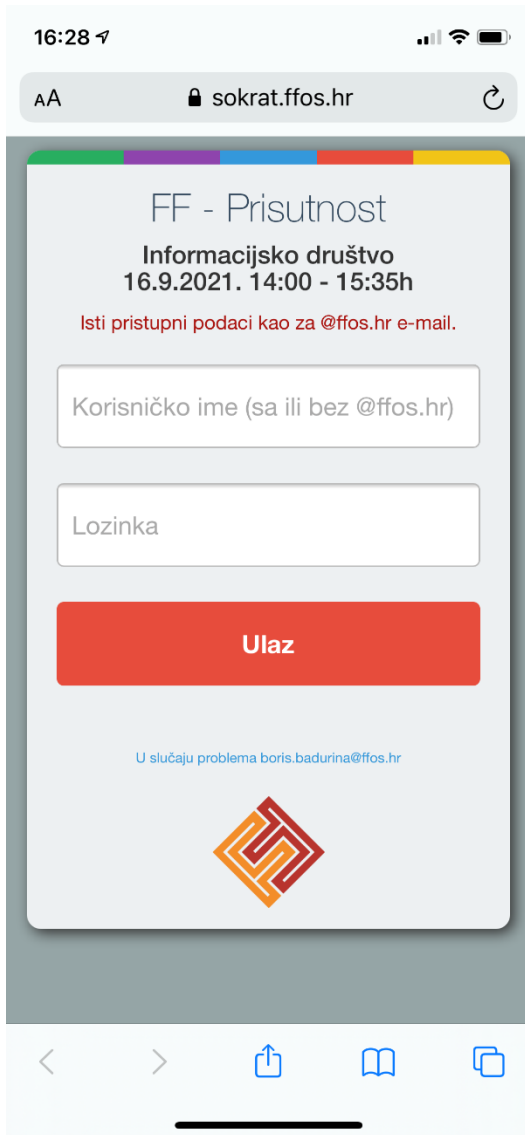 16:28
AA sokrat.ffos.hr
FF - Prisutnost
Informacijsko društvo
16.9.2021. 14:00 - 15:35h
Isti pristupni podaci kao za @ffos.hr e-mail.
Korisničko ime (sa ili bez @ffos.hr)
Lozinka
Ulaz
U slučaju problema boris.badurina@ffos.hr